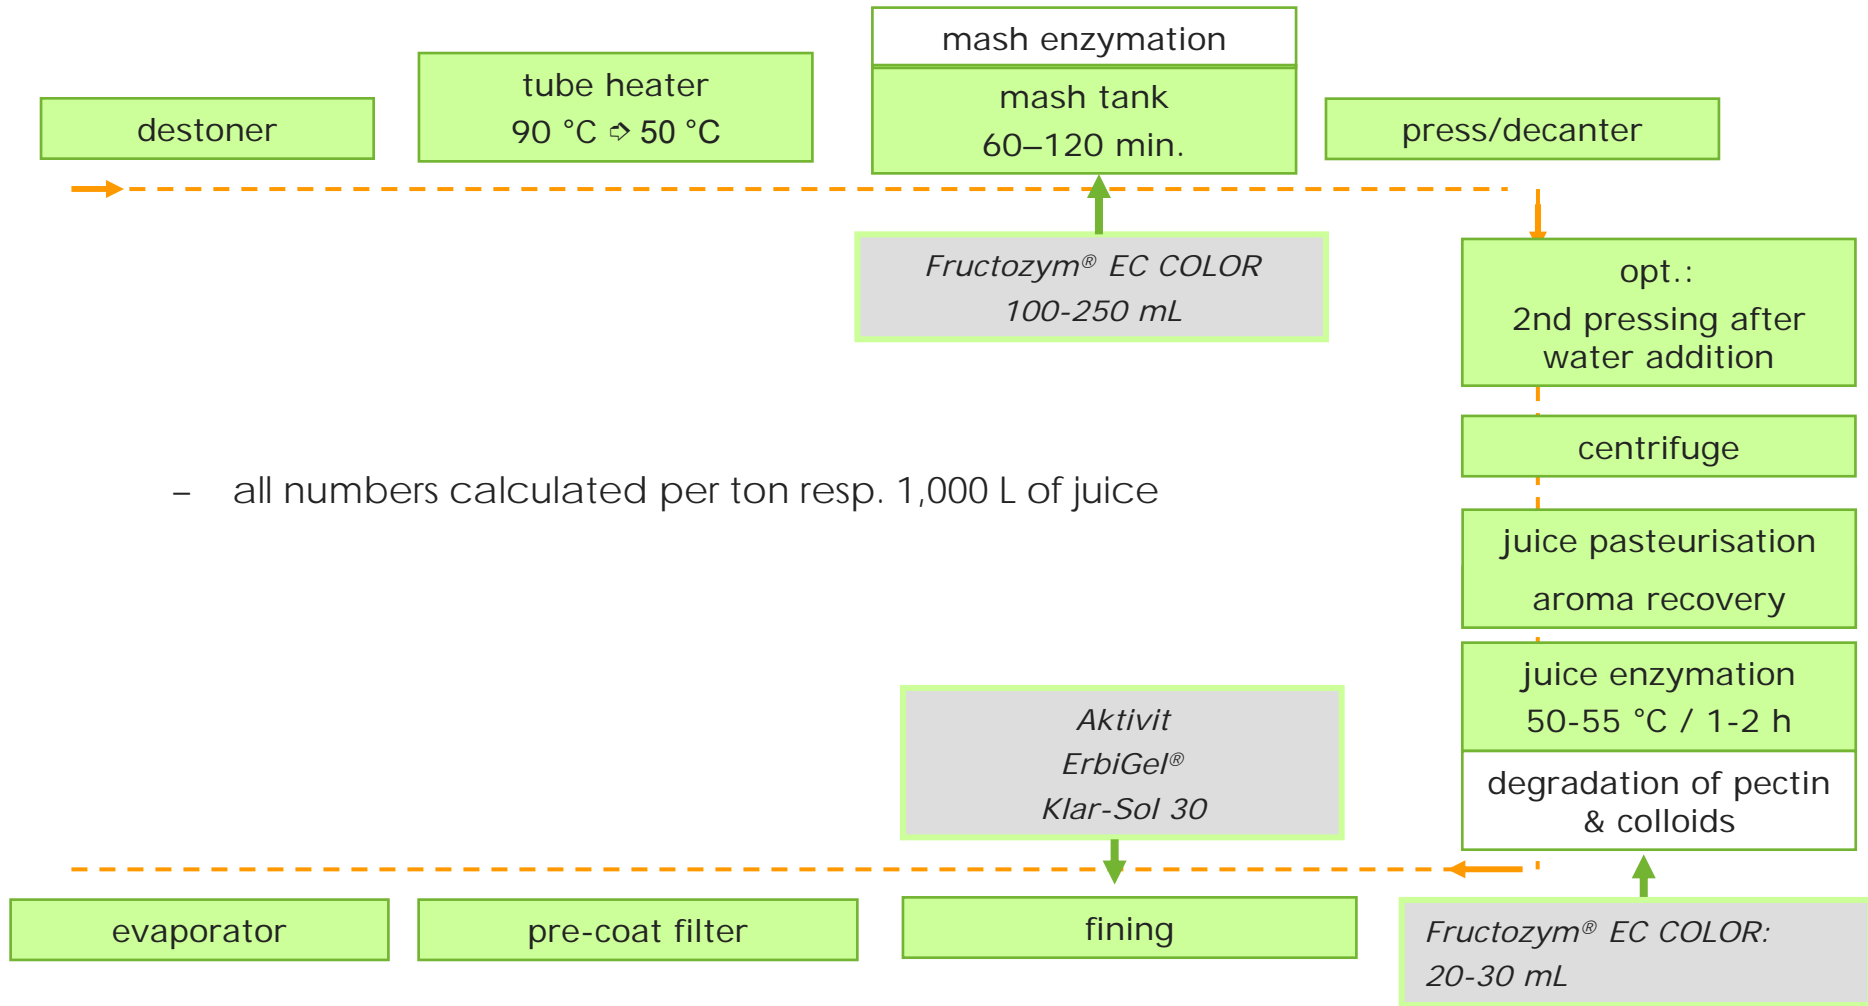 destoner
tube heater
90 °C ➪ 50 °C
mash enzymation
mash tank
60–120 min.
press/decanter
Fructozym® EC COLOR
100-250 mL
opt.:
2nd pressing after
water addition
centrifuge
– all numbers calculated per ton resp. 1,000 L of juice
juice pasteurisation
aroma recovery
juice enzymation
50-55 °C / 1-2 h
degradation of pectin
& colloids
Fructozym® EC COLOR:
20-30 mL
Aktivit
ErbiGel®
Klar-Sol 30
fining
pre-coat filter
evaporator